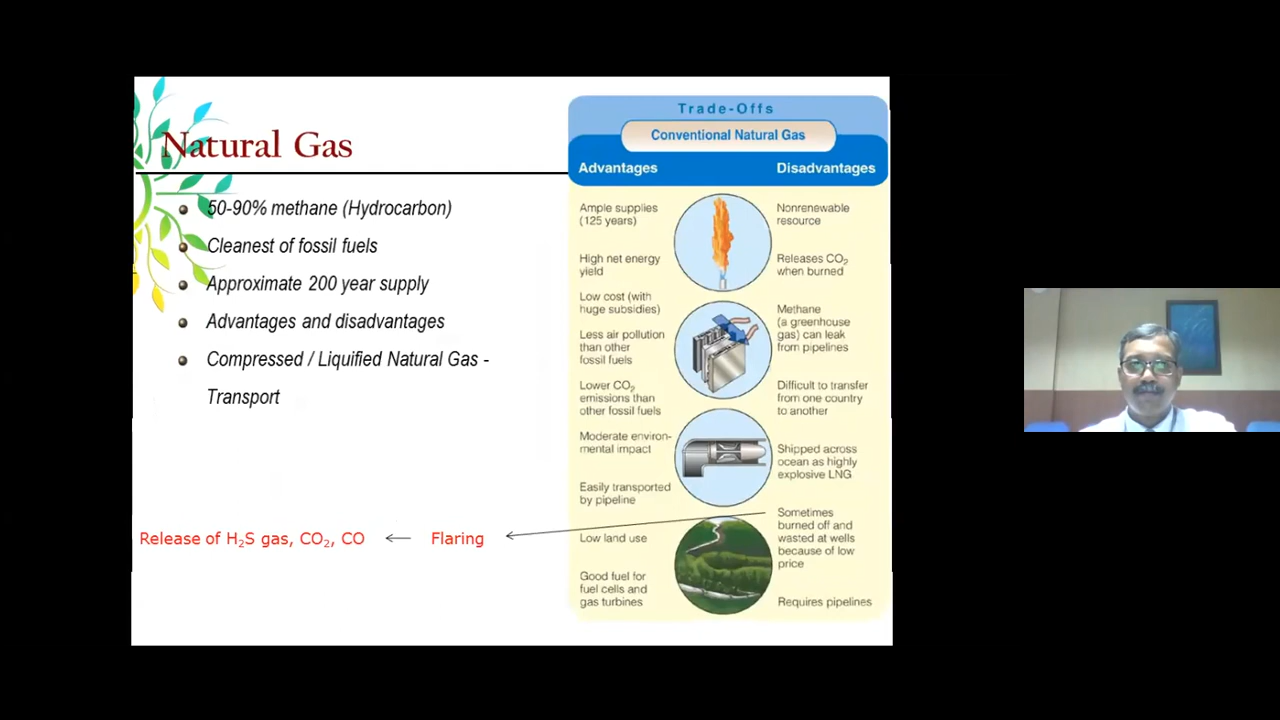 Natural Gas
50-90% methane (Hydrocarbon)
Cleanest of fossil fuels
Approximate 200 year supply
Advantages and disadvantages
Compressed / Liquified Natural Gas -
Transport
Release of H₂S gas, CO₂, CO
Flaring
Trade-Offs
Conventional Natural Gas
Advantages
Ample supplies
(125 years)
High net energy
yield
Low cost (with
huge subsidies)
Less air pollution
than other
fossil fuels
Lower CO₂
emissions than
other fossil fuels
Moderate environ-
mental impact
Easily transported
by pipeline
Low land use
Good fuel for
fuel cells and
gas turbines
Disadvantages
Nonrenewable
resource
Releases CO₂
when burned
Methane
(a greenhouse
gas) can leak
from pipelines
Difficult to transfer
from one country
to another
Shipped across
ocean as highly
explosive LNG
Sometimes
burned off and
wasted at wells
because of low
price
Requires pipelines